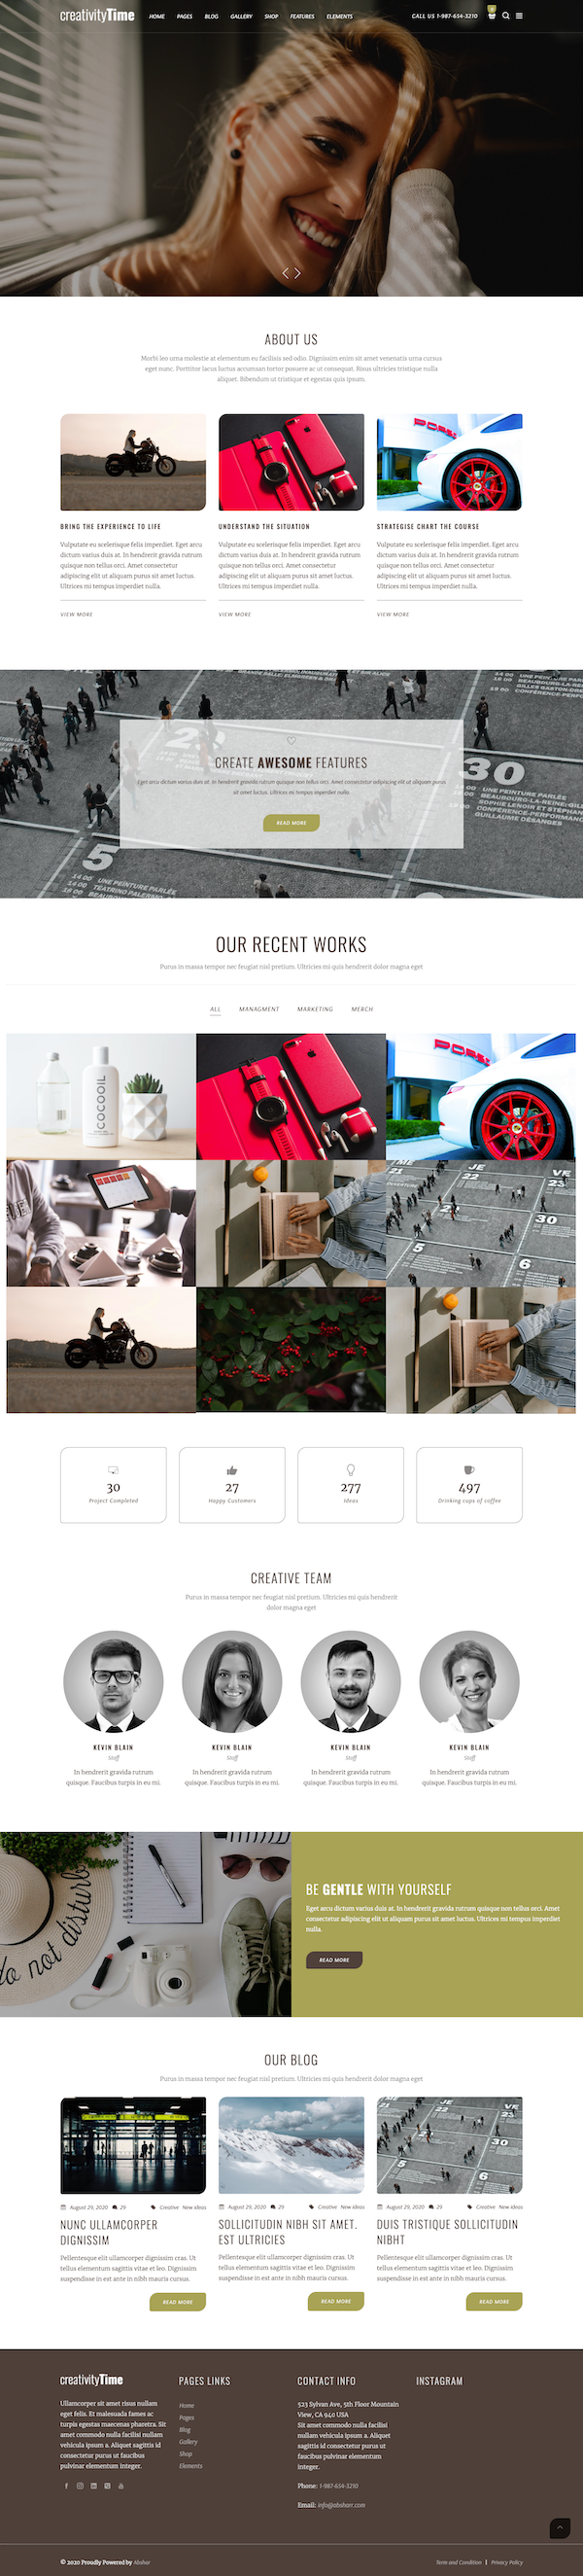 creativityTime HOME PAGES BLOG GALLERY SHOP FEATURES ELEMENTS CALL US 1-987-654-3210
ABOUT US
Morbi leo urna molestie at elementum eu facilisis sed odio. Dignissim enim sit amet venenatis urna cursus
eget nunc. Porttitor lacus luctus accumsan tortor posuere ac ut consequat. Risus ultricies tristique nulla
aliquet. Bibendum ut tristique et egestas quis ipsum.
BRING THE EXPERIENCE TO LIFE
Vulputate eu scelerisque felis imperdiet. Eget arcu
dictum varius duis at. In hendrerit gravida rutrum
quisque non tellus orci. Amet consectetur
adipiscing elit ut aliquam purus sit amet luctus.
Ultrices mi tempus imperdiet nulla.
VIEW MORE
UNDERSTAND THE SITUATION
Vulputate eu scelerisque felis imperdiet. Eget arcu
dictum varius duis at. In hendrerit gravida rutrum
quisque non tellus orci. Amet consectetur
adipiscing elit ut aliquam purus sit amet luctus.
Ultrices mi tempus imperdiet nulla.
VIEW MORE
STRATEGISE CHART THE COURSE
Vulputate eu scelerisque felis imperdiet. Eget arcu
dictum varius duis at. In hendrerit gravida rutrum
quisque non tellus orci. Amet consectetur
adipiscing elit ut aliquam purus sit amet luctus.
Ultrices mi tempus imperdiet nulla.
VIEW MORE
30
5
CREATE AWESOME FEATURES
Eget arcu dictum varius duis at. In hendrerit gravida rutrum quisque non tellus orci. Amet consectetur adipiscing elit ut aliquam purus
sit amet luctus. Ultrices mi tempus imperdiet nulla.
READ MORE
OUR RECENT WORKS
Purus in massa tempor nec feugiat nisl pretium. Ultricies mi quis hendrerit dolor magna eget
ALL MANAGMENT MARKETING MERCH
COCOOIL
JE
VE
23
30
5
6
30
Project Completed
27
Happy Customers
277
Ideas
497
Drinking cups of coffee
CREATIVE TEAM
Purus in massa tempor nec feugiat nisl pretium. Ultricies mi quis hendrerit
dolor magna eget
KEVIN BLAIN
Staff
In hendrerit gravida rutrum
quisque. Faucibus turpis in eu mi.
KEVIN BLAIN
Staff
In hendrerit gravida rutrum
quisque. Faucibus turpis in eu mi.
KEVIN BLAIN
Staff
In hendrerit gravida rutrum
quisque. Faucibus turpis in eu mi.
KEVIN BLAIN
Staff
In hendrerit gravida rutrum
quisque. Faucibus turpis in eu mi.
do not disturb
BE GENTLE WITH YOURSELF
Eget arcu dictum varius duis at. In hendrerit gravida rutrum quisque non tellus orci. Amet
consectetur adipiscing elit ut aliquam purus sit amet luctus. Ultrices mi tempus imperdiet
nulla.
READ MORE
OUR BLOG
Purus in massa tempor nec feugiat nisl pretium. Ultricies mi quis hendrerit dolor magna eget
August 29, 2020 29 Creative New ideas
NUNC ULLAMCORPER
DIGNISSIM
Pellentesque elit ullamcorper dignissim cras. Ut
tellus elementum sagittis vitae et leo. Dignissim
suspendisse in est ante in nibh mauris cursus.
READ MORE
August 29, 2020 29 Creative New ideas
SOLLICITUDIN NIBH SIT AMET.
EST ULTRICIES
Pellentesque elit ullamcorper dignissim cras. Ut
tellus elementum sagittis vitae et leo. Dignissim
suspendisse in est ante in nibh mauris cursus.
READ MORE
August 29, 2020 29 Creative New ideas
DUIS TRISTIQUE SOLLICITUDIN
NIBHT
Pellentesque elit ullamcorper dignissim cras. Ut
tellus elementum sagittis vitae et leo. Dignissim
suspendisse in est ante in nibh mauris cursus.
READ MORE
creativityTime
Ullamcorper sit amet risus nullam
eget felis. Et malesuada fames ac
turpis egestas maecenas pharetra. Sit
amet commodo nulla facilisi nullam
vehicula ipsum a. Aliquet sagittis id
consectetur purus ut faucibus
pulvinar elementum integer.
PAGES LINKS
Home
Pages
Blog
Gallery
Shop
Elements
CONTACT INFO
523 Sylvan Ave, 5th Floor Mountain
View, CA 940 USA
Sit amet commodo nulla facilisi
nullam vehicula ipsum a. Aliquet
sagittis id consectetur purus ut
faucibus pulvinar elementum
integer.
Phone: 1-987-654-3210
Email: info@abshar.com
INSTAGRAM
© 2020 Proudly Powered by Abshar
Term and Condition | Privacy Policy